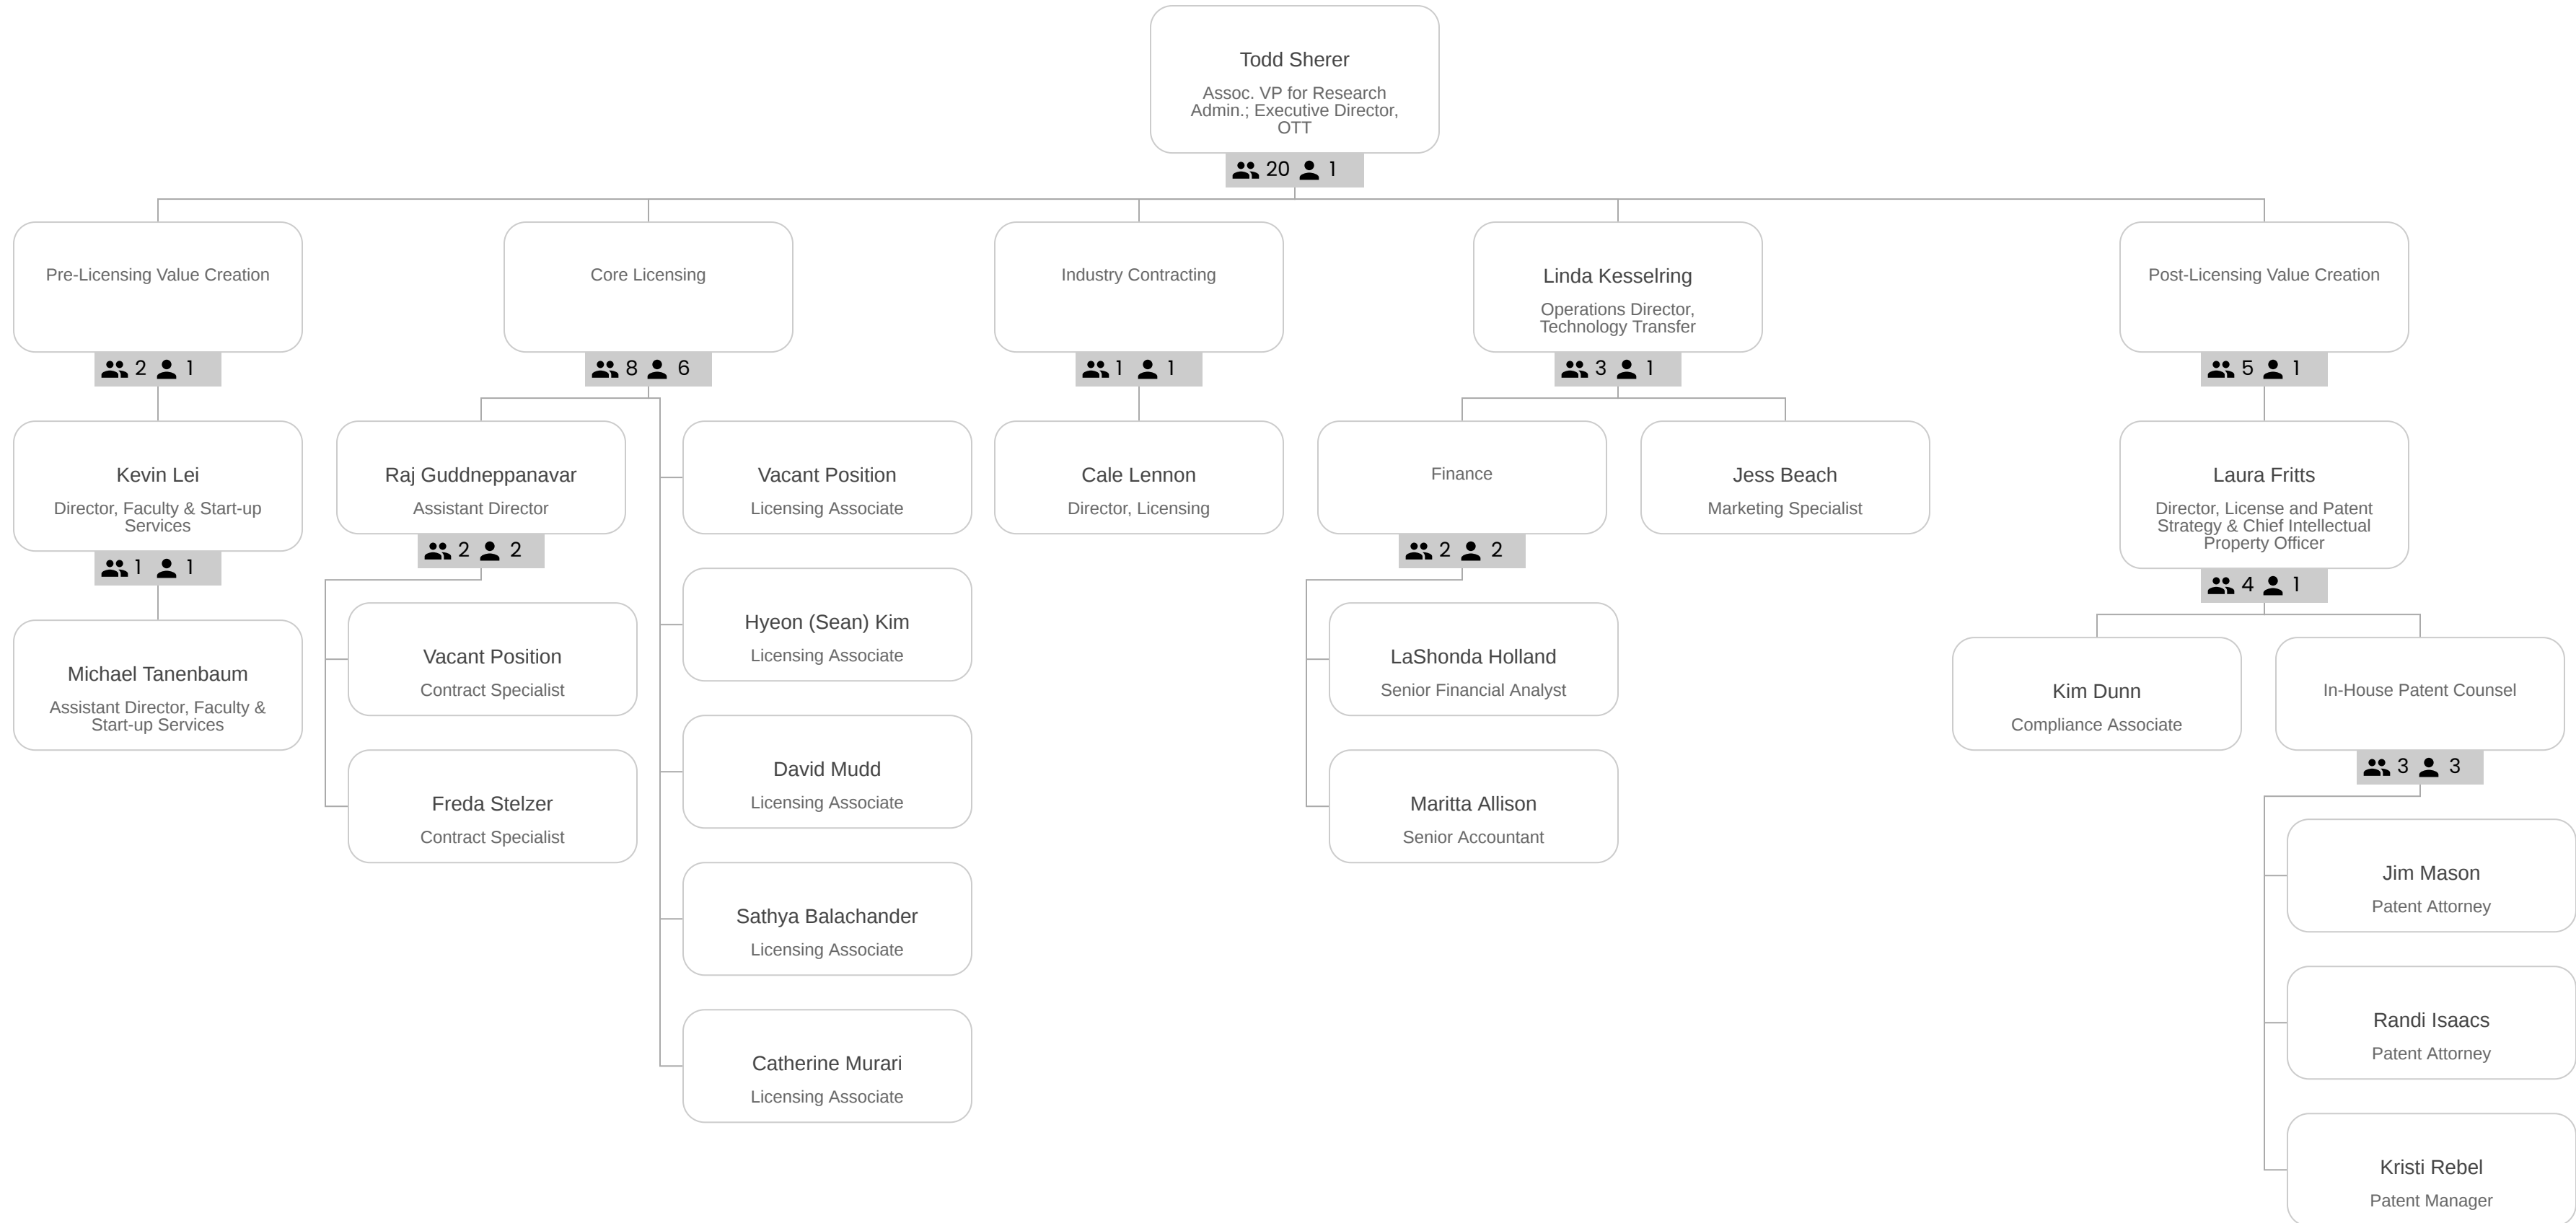 Todd Sherer
Assoc. VP for Research
Admin.; Executive Director,
OTT
20 1
Pre-Licensing Value Creation
2 1
Core Licensing
8 6
Industry Contracting
1 1
Linda Kesselring
Operations Director,
Technology Transfer
3 1
Post-Licensing Value Creation
5 1
Kevin Lei
Director, Faculty & Start-up
Services
1 1
Michael Tanenbaum
Assistant Director, Faculty &
Start-up Services
Raj Guddneppanavar
Assistant Director
2 2
Vacant Position
Contract Specialist
Freda Stelzer
Contract Specialist
Vacant Position
Licensing Associate
Hyeon (Sean) Kim
Licensing Associate
David Mudd
Licensing Associate
Sathya Balachander
Licensing Associate
Catherine Murari
Licensing Associate
Cale Lennon
Director, Licensing
Finance
2 2
LaShonda Holland
Senior Financial Analyst
Maritta Allison
Senior Accountant
Jess Beach
Marketing Specialist
Laura Fritts
Director, License and Patent
Strategy & Chief Intellectual
Property Officer
4 1
Kim Dunn
Compliance Associate
In-House Patent Counsel
3 3
Jim Mason
Patent Attorney
Randi Isaacs
Patent Attorney
Kristi Rebel
Patent Manager